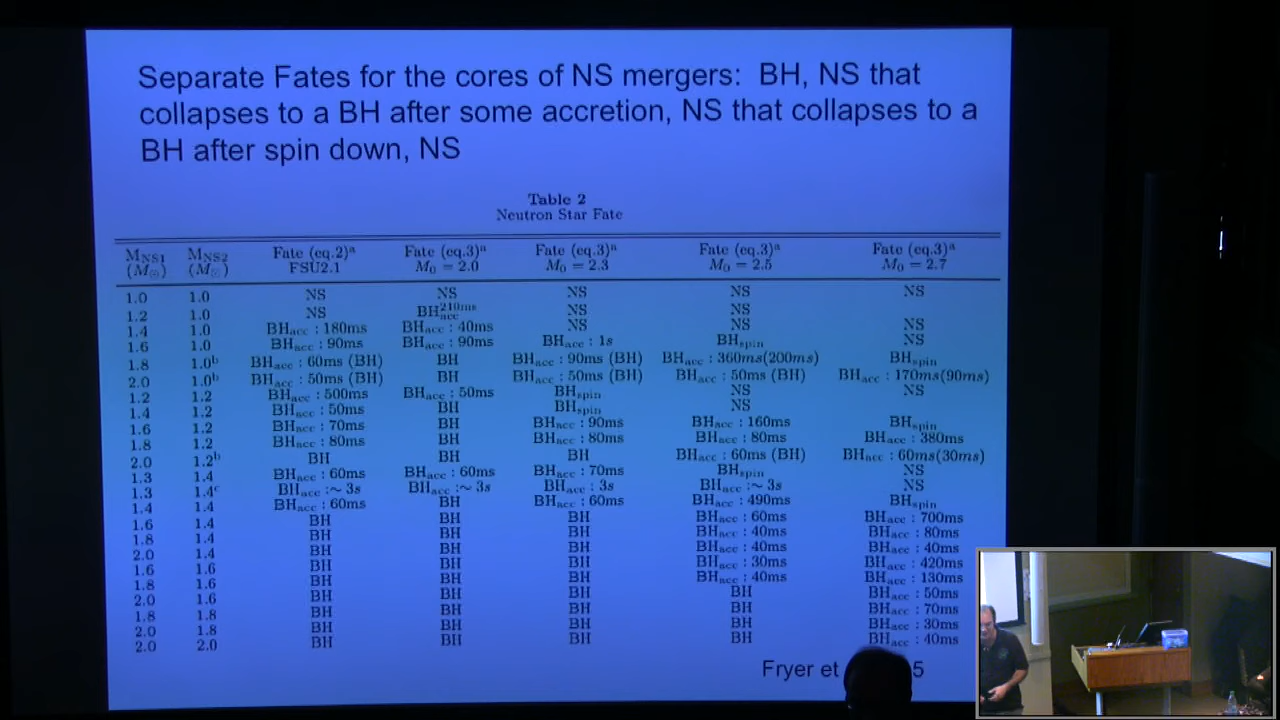 Separate Fates for the cores of NS mergers: BH, NS that
collapses to a BH after some accretion, NS that collapses to a
BH after spin down, NS
Table 2
Neutron Star Fate
M_NS1 M_NS2 Fate (eq.2)ᵃ Fate (eq.3)ᵃ Fate (eq.3)ᵃ Fate (eq.3)ᵃ Fate (eq.3)ᵃ
(M⊙) (M⊙) FSU2.1 M₀ = 2.0 M₀ = 2.3 M₀ = 2.5 M₀ = 2.7
1.0 1.0 NS NS NS NS NS
1.2 1.0 NS BH_acc^210ms NS NS
1.4 1.0 BH_acc : 180ms BH_acc : 40ms NS NS NS
1.6 1.0 BH_acc : 90ms BH_acc : 90ms BH_acc : 1s BH_spin NS
1.8 1.0ᵇ BH_acc : 60ms (BH) BH BH_acc : 90ms (BH) BH_acc : 360ms(200ms) BH_spin
2.0 1.0ᵇ BH_acc : 50ms (BH) BH BH_acc : 50ms (BH) BH_acc : 50ms (BH) BH_acc : 170ms(90ms)
1.2 1.2 BH_acc : 500ms BH_acc : 50ms BH_spin NS NS
1.4 1.2 BH_acc : 50ms BH BH_spin NS
1.6 1.2 BH_acc : 70ms BH BH_acc : 90ms BH_acc : 160ms BH_spin
1.8 1.2 BH_acc : 80ms BH BH_acc : 80ms BH_acc : 80ms BH_acc : 380ms
2.0 1.2ᵇ BH BH BH BH_acc : 60ms (BH) BH_acc : 60ms(30ms)
1.3 1.4 BH_acc : 60ms BH_acc : 60ms BH_acc : 70ms BH_spin NS
1.3 1.4ᶜ BH_acc :~ 3s BH_acc :~ 3s BH_acc : 3s BH_acc :~ 3s NS
1.4 1.4 BH_acc : 60ms BH BH_acc : 60ms BH_acc : 490ms BH_spin
1.6 1.4 BH BH BH BH_acc : 60ms BH_acc : 700ms
1.8 1.4 BH BH BH BH_acc : 40ms BH_acc : 80ms
2.0 1.4 BH BH BH BH_acc : 40ms BH_acc : 40ms
1.6 1.6 BH BH BH BH_acc : 30ms BH_acc : 420ms
1.8 1.6 BH BH BH BH_acc : 40ms BH_acc : 130ms
2.0 1.6 BH BH BH BH BH_acc : 50ms
1.8 1.8 BH BH BH BH BH_acc : 70ms
2.0 1.8 BH BH BH BH BH_acc : 30ms
2.0 2.0 BH BH BH BH BH_acc : 40ms
Fryer et 5